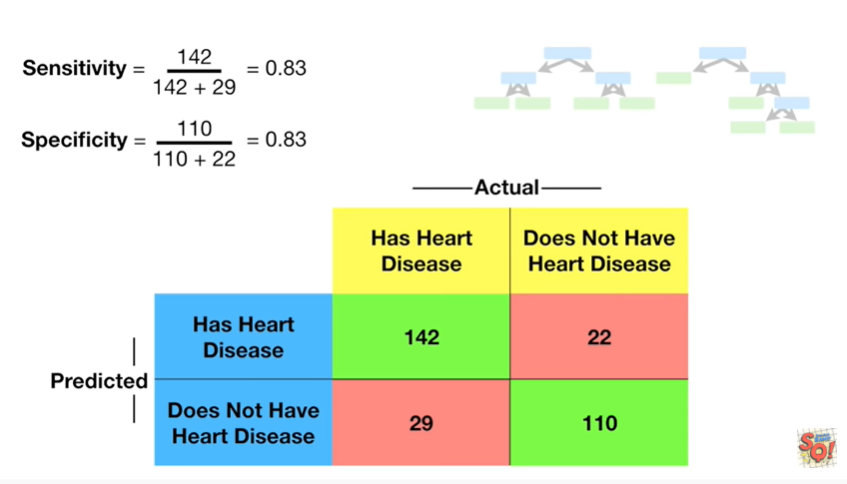 Sensitivity = 142 / 142 + 29 = 0.83
Specificity = 110 / 110 + 22 = 0.83
Actual
Has Heart
Disease
Does Not Have
Heart Disease
Predicted
Has Heart
Disease
142
22
Does Not Have
Heart Disease
29
110
SQ!